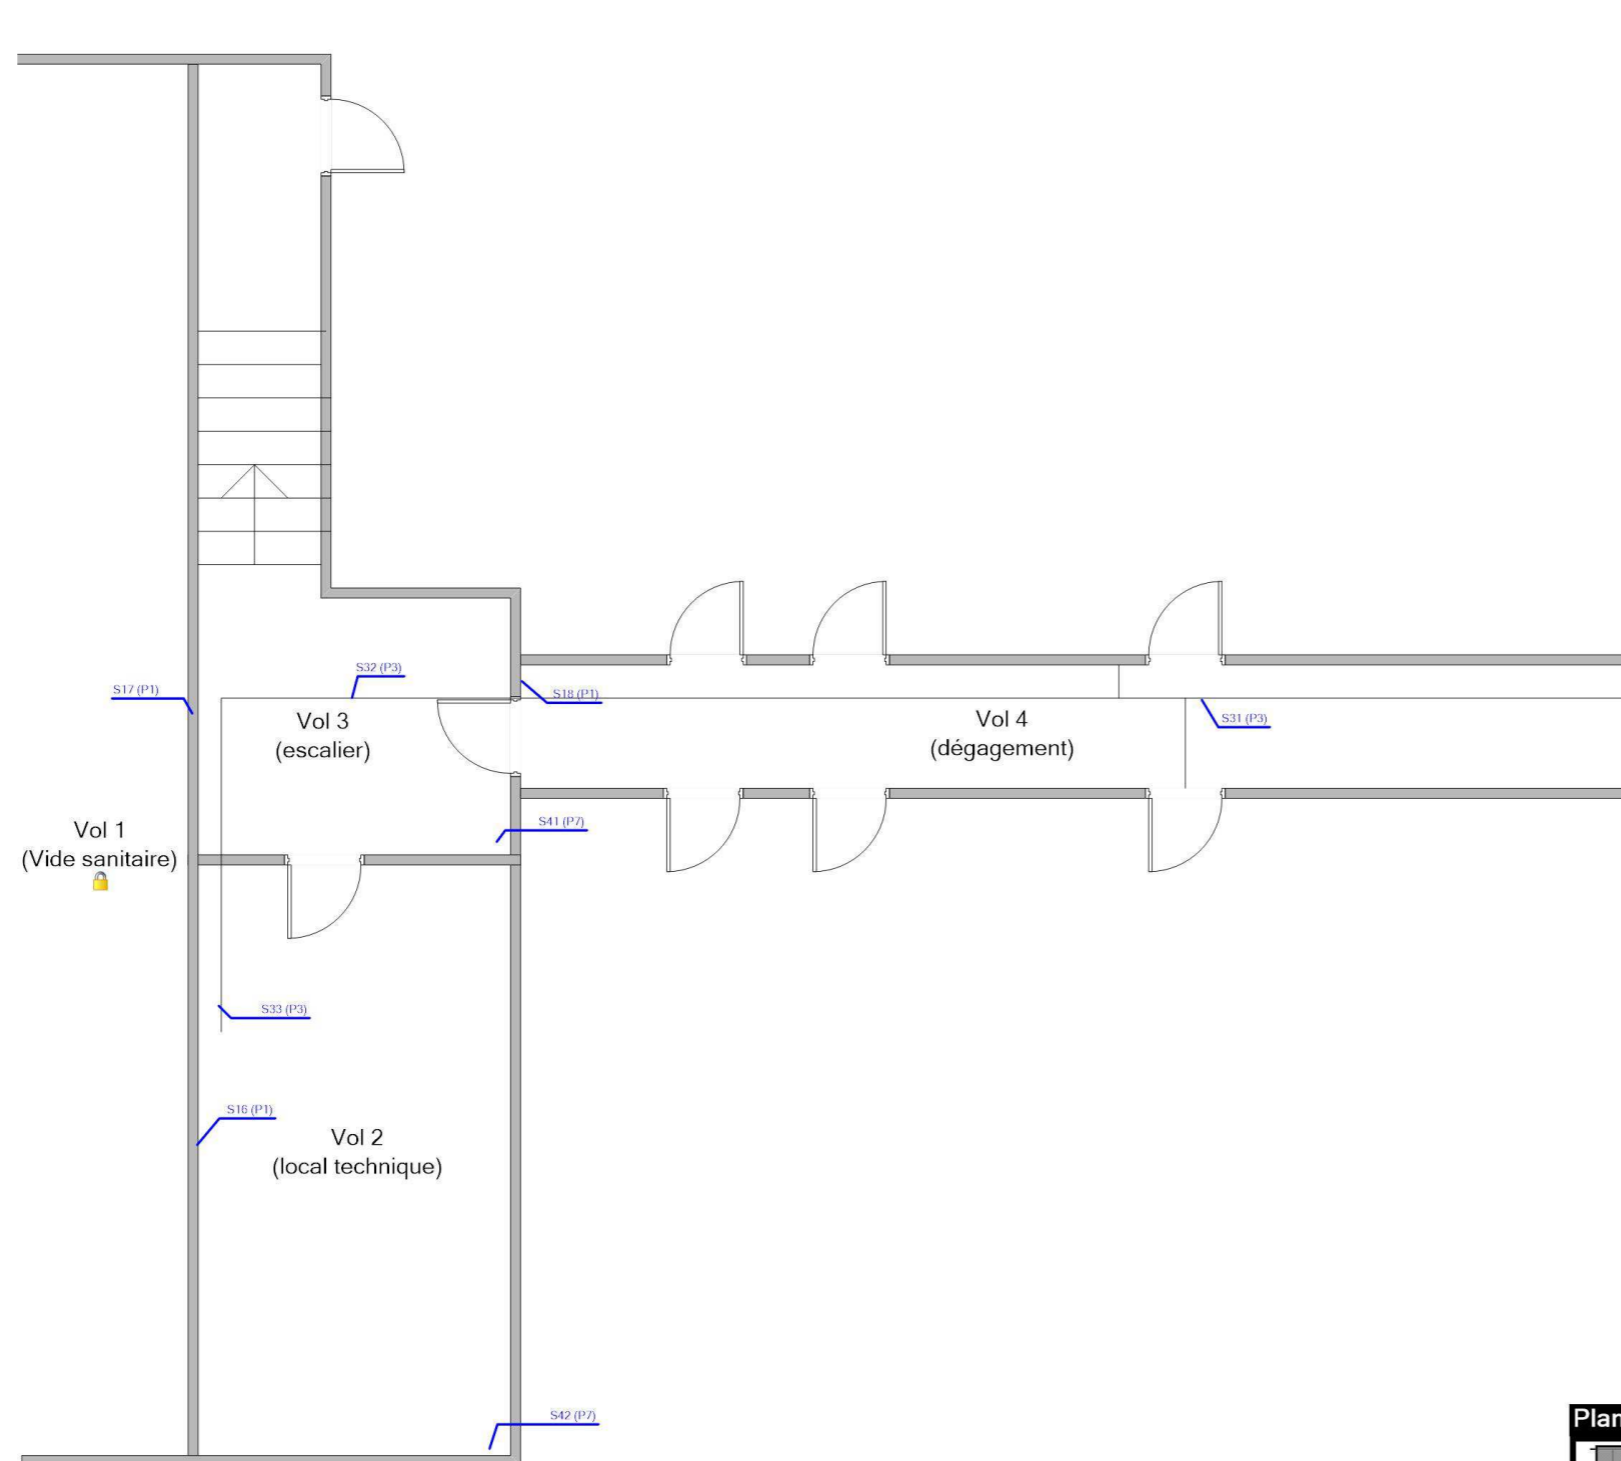 S32 (P3)
S17 (P1)
S18 (P1)
Vol 3
(escalier)
Vol 4
(dégagement)
S31 (P3)
S41 (P7)
Vol 1
(Vide sanitaire)
S33 (P3)
S16 (P1)
Vol 2
(local technique)
S42 (P7)
Plan